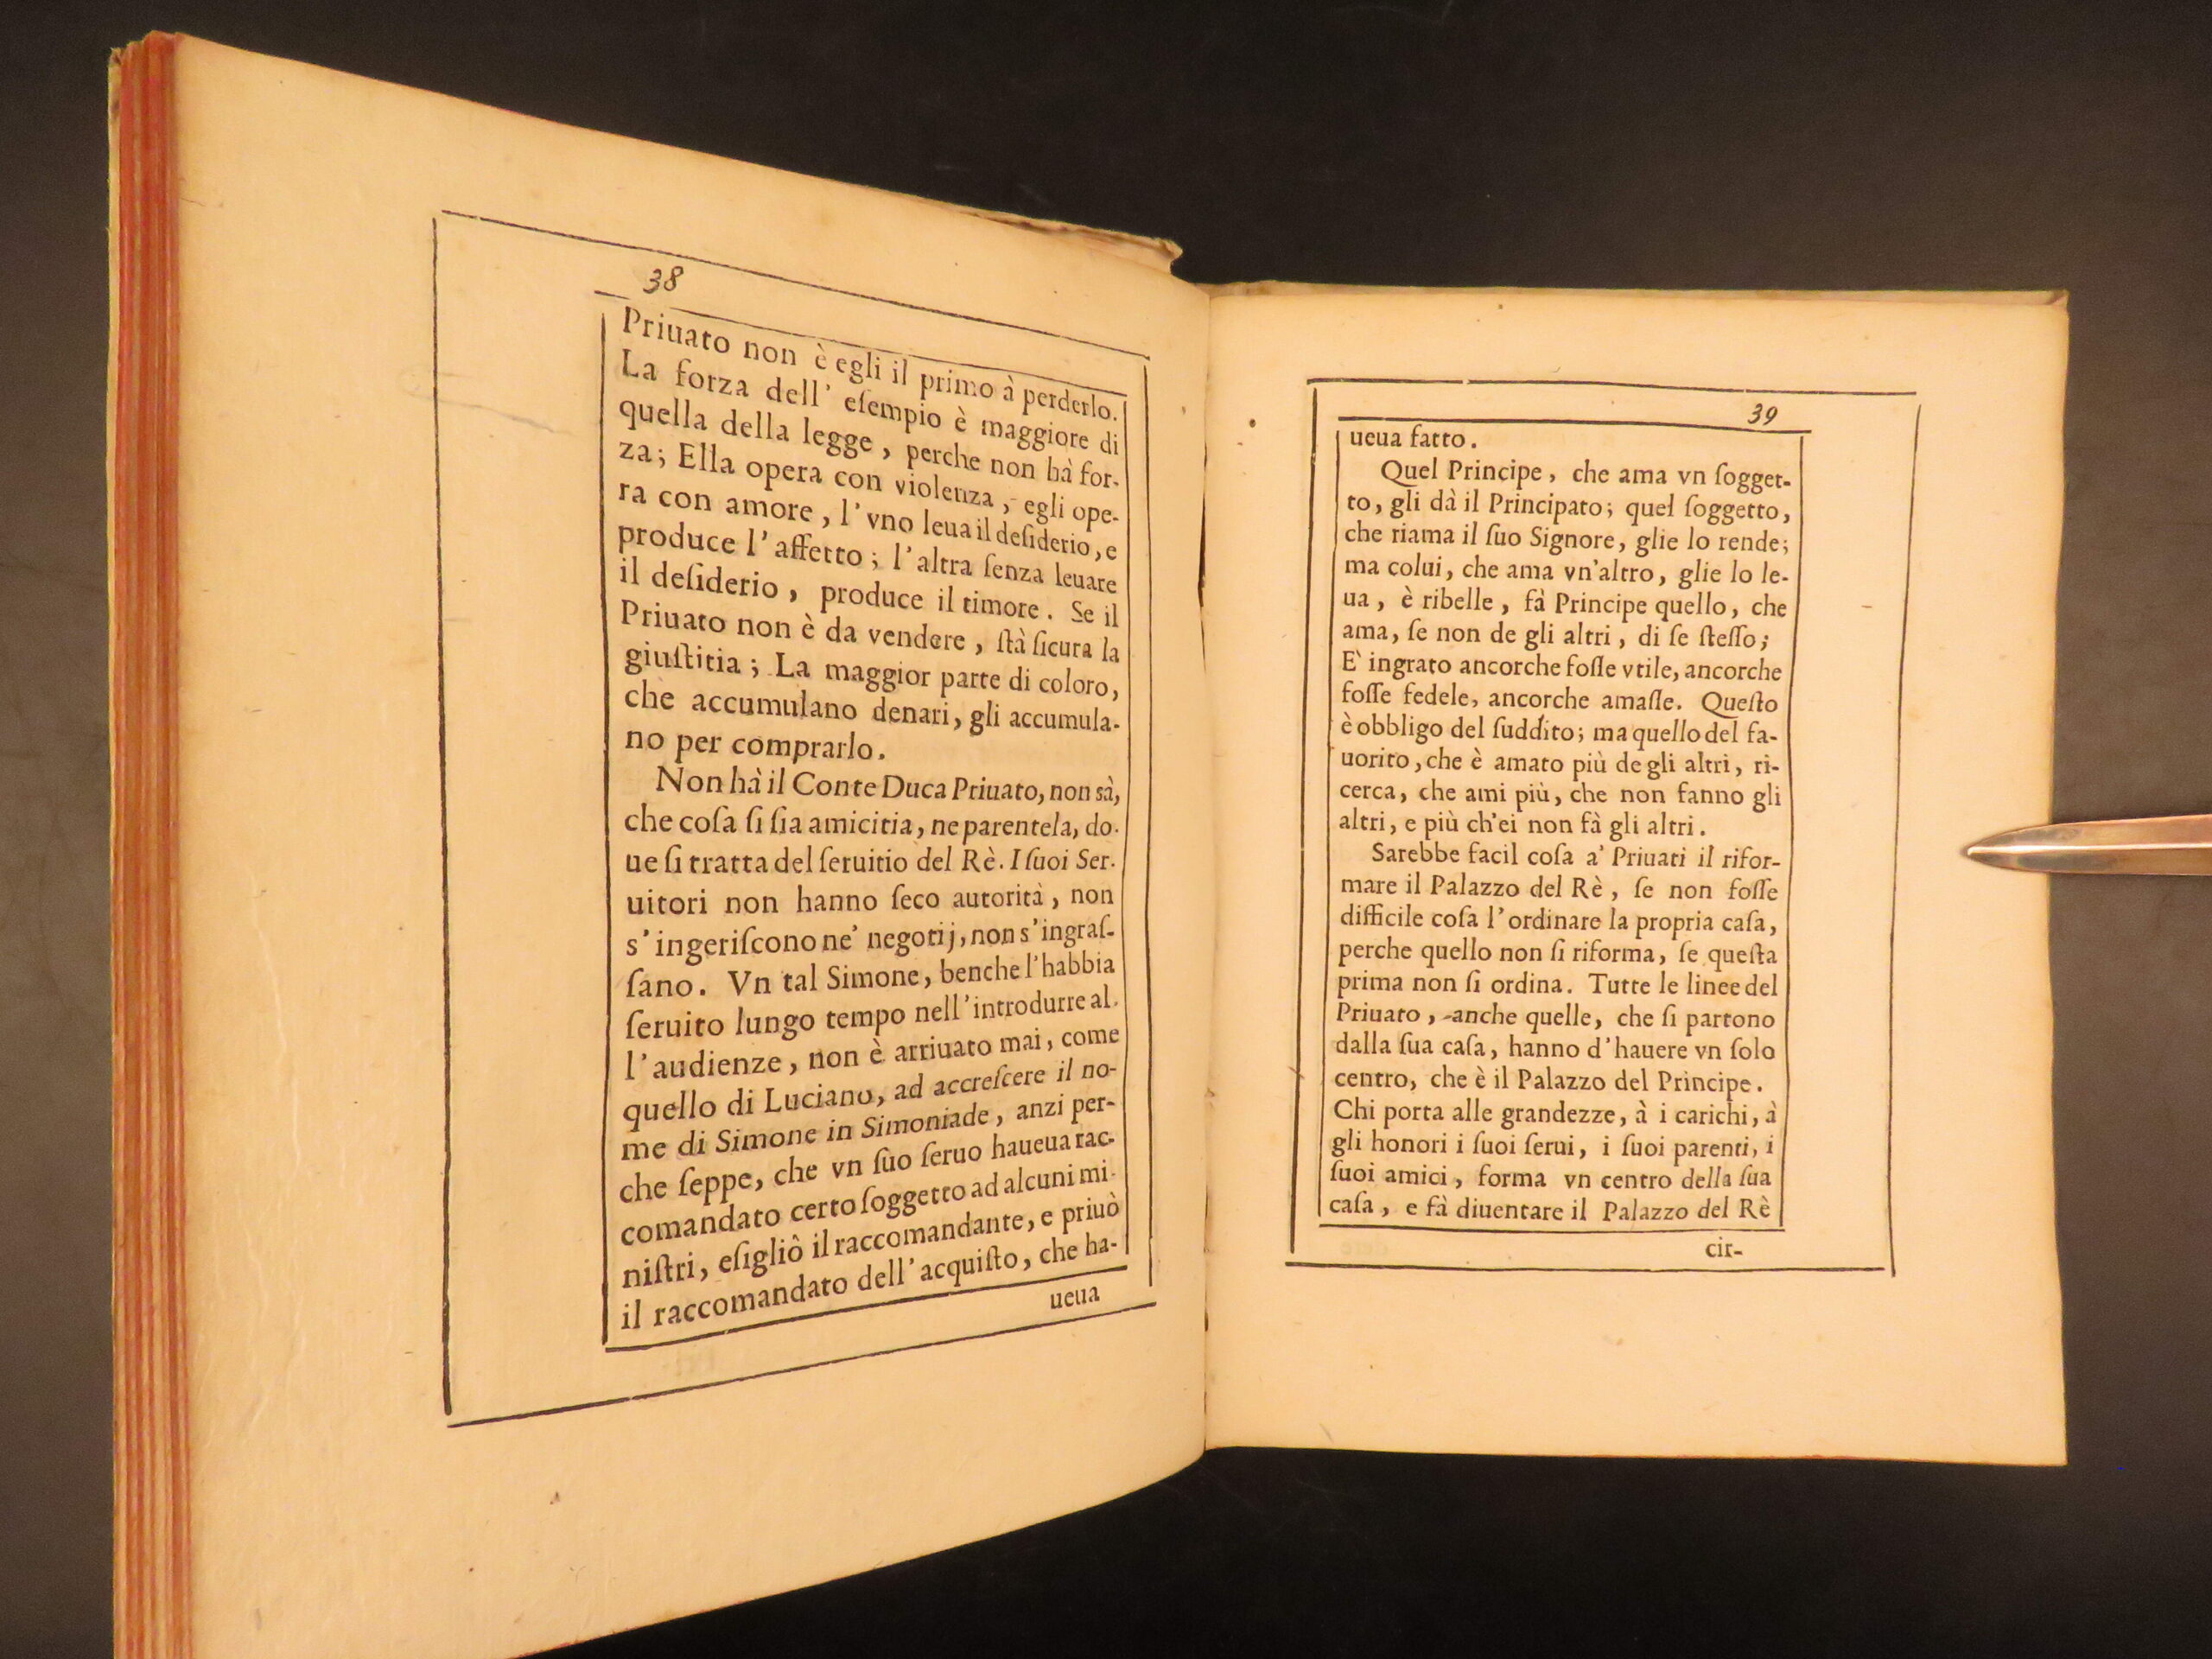 38
Priuato non è egli il primo à perderlo.
La forza dell' eſempio è maggiore di
quella della legge, perche non hà for-
za; Ella opera con violenza, egli ope-
ra con amore, l'vno leua il deſiderio, e
produce l'affetto; l'altra ſenza leuare
il deſiderio, produce il timore. Se il
Priuato non è da vendere, ſtà ſicura la
giuſtitia; La maggior parte di coloro,
che accumulano denari, gli accumula-
no per comprarlo.
Non hà il Conte Duca Priuato, non sà,
che coſa ſi ſia amicitia, ne parentela, do-
ue ſi tratta del ſeruitio del Rè. I ſuoi Ser-
uitori non hanno ſeco autorità, non
s'ingeriſcono ne' negotij, non s'ingraſ-
ſano. Vn tal Simone, benche l'habbia
ſeruito lungo tempo nell'introdurre al-
l'audienze, non è arriuato mai, come
quello di Luciano, ad accreſcere il no-
me di Simone in Simoniade, anzi per-
che ſeppe, che vn ſuo ſeruo haueua rac-
comandato certo ſoggetto ad alcuni mi-
niſtri, eſigliò il raccomandante, e priuò
il raccomandato dell'acquiſto, che ha-
ueua
39
ueua fatto.
Quel Principe, che ama vn ſogget-
to, gli dà il Principato; quel ſoggetto,
che riama il ſuo Signore, glie lo rende;
ma colui, che ama vn'altro, glie lo le-
ua, è ribelle, fà Principe quello, che
ama, ſe non de gli altri, di ſe ſteſſo;
E' ingrato ancorche foſſe vtile, ancorche
foſſe fedele, ancorche amaſſe. Queſto
è obbligo del ſuddito; ma quello del fa-
uorito, che è amato più de gli altri, ri-
cerca, che ami più, che non fanno gli
altri, e più ch'ei non fà gli altri.
Sarebbe facil coſa a' Priuati il rifor-
mare il Palazzo del Rè, ſe non foſſe
difficile coſa l'ordinare la propria caſa,
perche quello non ſi riforma, ſe queſta
prima non ſi ordina. Tutte le linee del
Priuato, anche quelle, che ſi partono
dalla ſua caſa, hanno d'hauere vn ſolo
centro, che è il Palazzo del Principe.
Chi porta alle grandezze, à i carichi, à
gli honori i ſuoi ſerui, i ſuoi parenti, i
ſuoi amici, forma vn centro della ſua
caſa, e fà diuentare il Palazzo del Rè
cir-